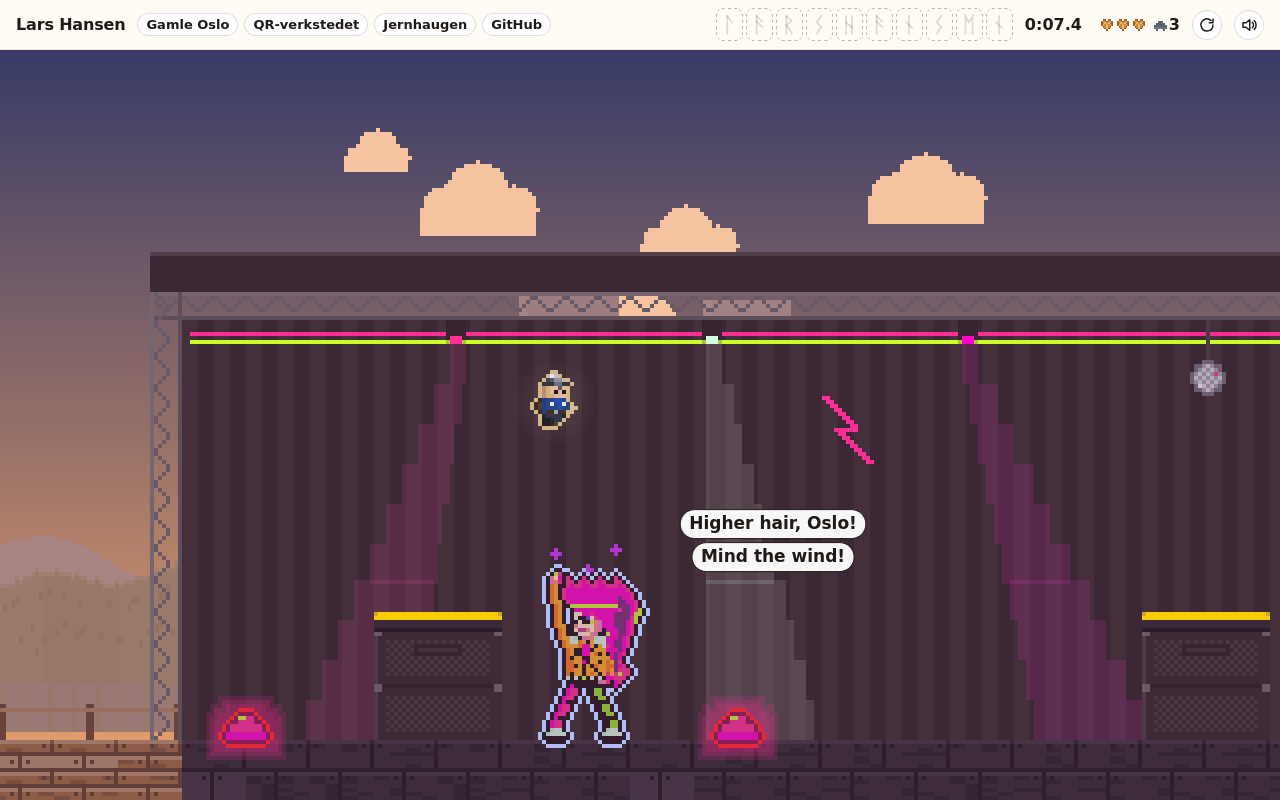 Lars Hansen
Gamle Oslo
QR-verkstedet
Jernhaugen
GitHub
ᛚ ᚨ ᚱ ᛊ ᚺ ᚨ ᚾ ᛊ ᛖ ᚾ
0:07.4
3
Higher hair, Oslo!
Mind the wind!